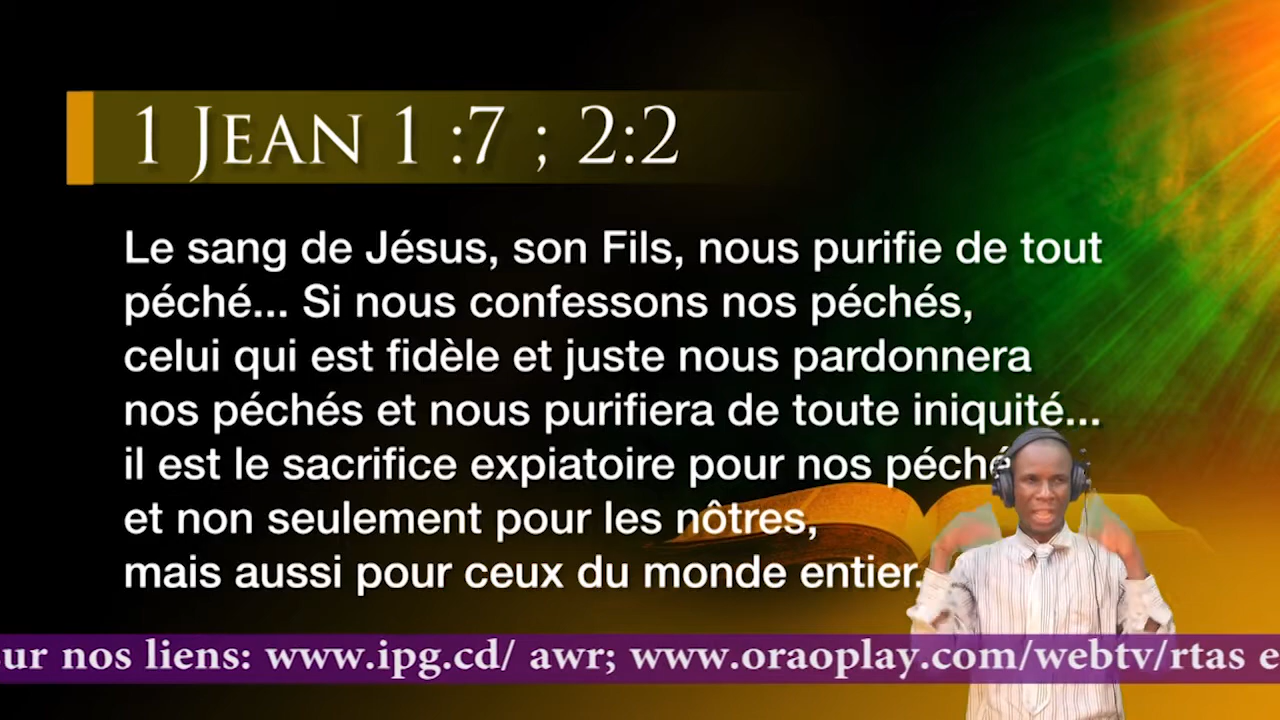 1 JEAN 1 :7 ; 2:2
Le sang de Jésus, son Fils, nous purifie de tout
péché... Si nous confessons nos péchés,
celui qui est fidèle et juste nous pardonnera
nos péchés et nous purifiera de toute iniquité...
il est le sacrifice expiatoire pour nos péché
et non seulement pour les nôtres,
mais aussi pour ceux du monde entier.
ur nos liens: www.ipg.cd/ awr; www.oraoplay.com/webtv/rtas e